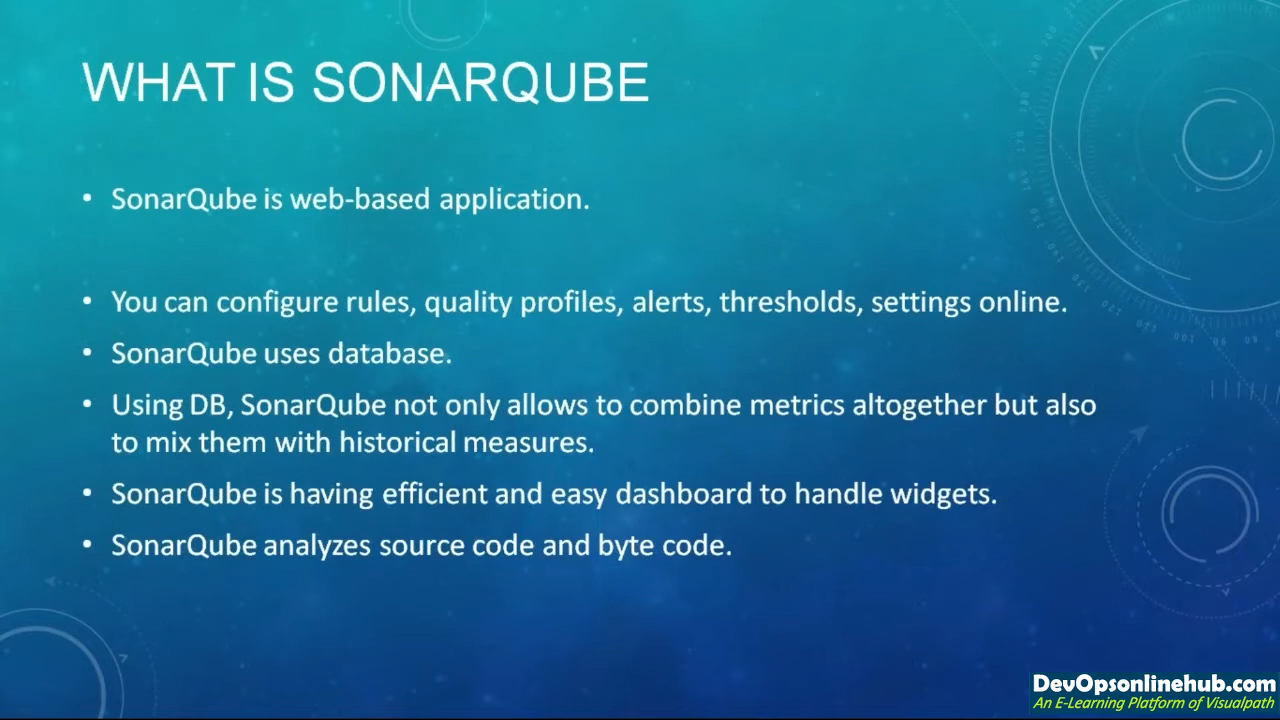 WHAT IS SONARQUBE
• SonarQube is web-based application.
• You can configure rules, quality profiles, alerts, thresholds, settings online.
• SonarQube uses database.
• Using DB, SonarQube not only allows to combine metrics altogether but also
to mix them with historical measures.
• SonarQube is having efficient and easy dashboard to handle widgets.
• SonarQube analyzes source code and byte code.
DevOpsonlinehub.com
An E-Learning Platform of Visualpath